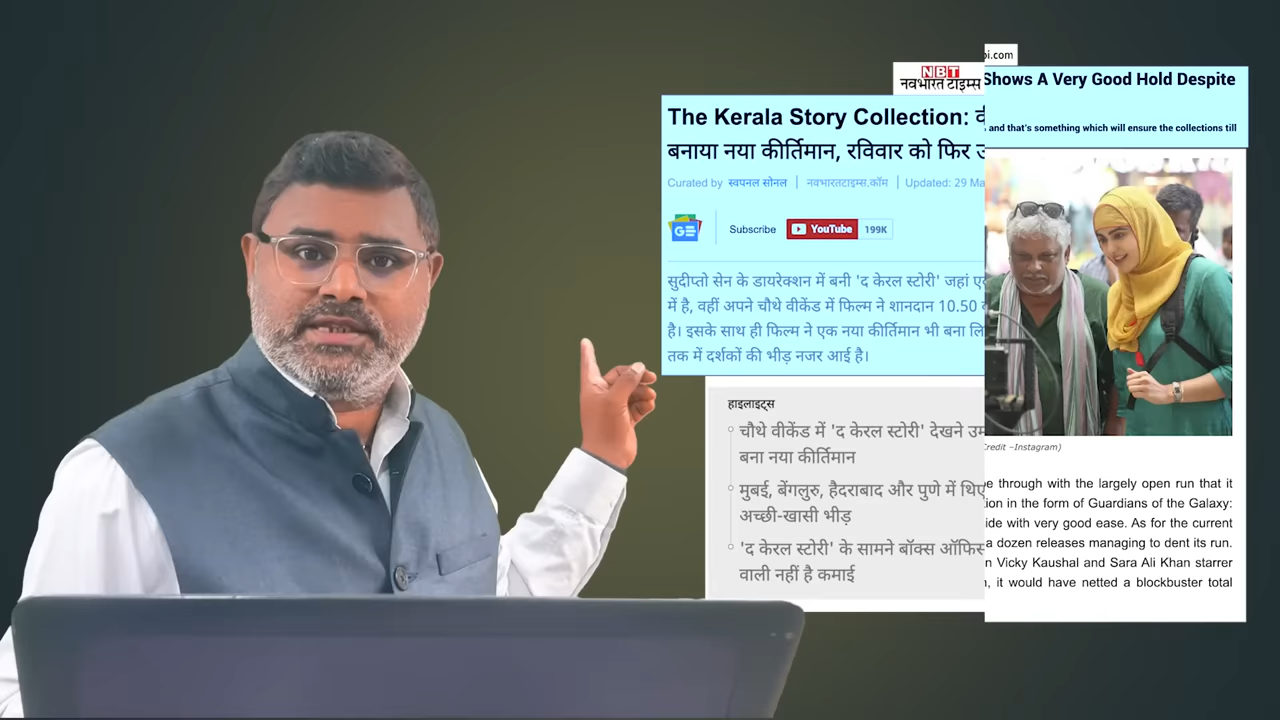 NBT
नवभारत टाइम्स
The Kerala Story Collection:
बनाया नया कीर्तिमान, रविवार को फिर
Curated by स्वपनल सोनल | नवभारतटाइम्स.कॉम | Updated: 29 Ma
GE
Subscribe
YouTube
199K
सुदीप्तो सेन के डायरेक्शन में बनी 'द केरल स्टोरी' जहां
में है, वहीं अपने चौथे वीकेंड में फिल्म ने शानदार 10.50
है। इसके साथ ही फिल्म ने एक नया कीर्तिमान भी बना
तक में दर्शकों की भीड़ नजर आई है।
हाइलाइट्स
चौथे वीकेंड में 'द केरल स्टोरी' देखने
बना नया कीर्तिमान
मुबई, बेंगलुरु, हैदराबाद और पुणे में
अच्छी-खासी भीड़
'द केरल स्टोरी' के सामने बॉक्स
वाली नहीं है कमाई
oi.com
Shows A Very Good Hold Despite
and that's something which will ensure the collections till
Credit –Instagram)
e through with the largely open run that it
tion in the form of Guardians of the Galaxy:
ide with very good ease. As for the current
a dozen releases managing to dent its run.
n Vicky Kaushal and Sara Ali Khan starrer
, it would have netted a blockbuster total